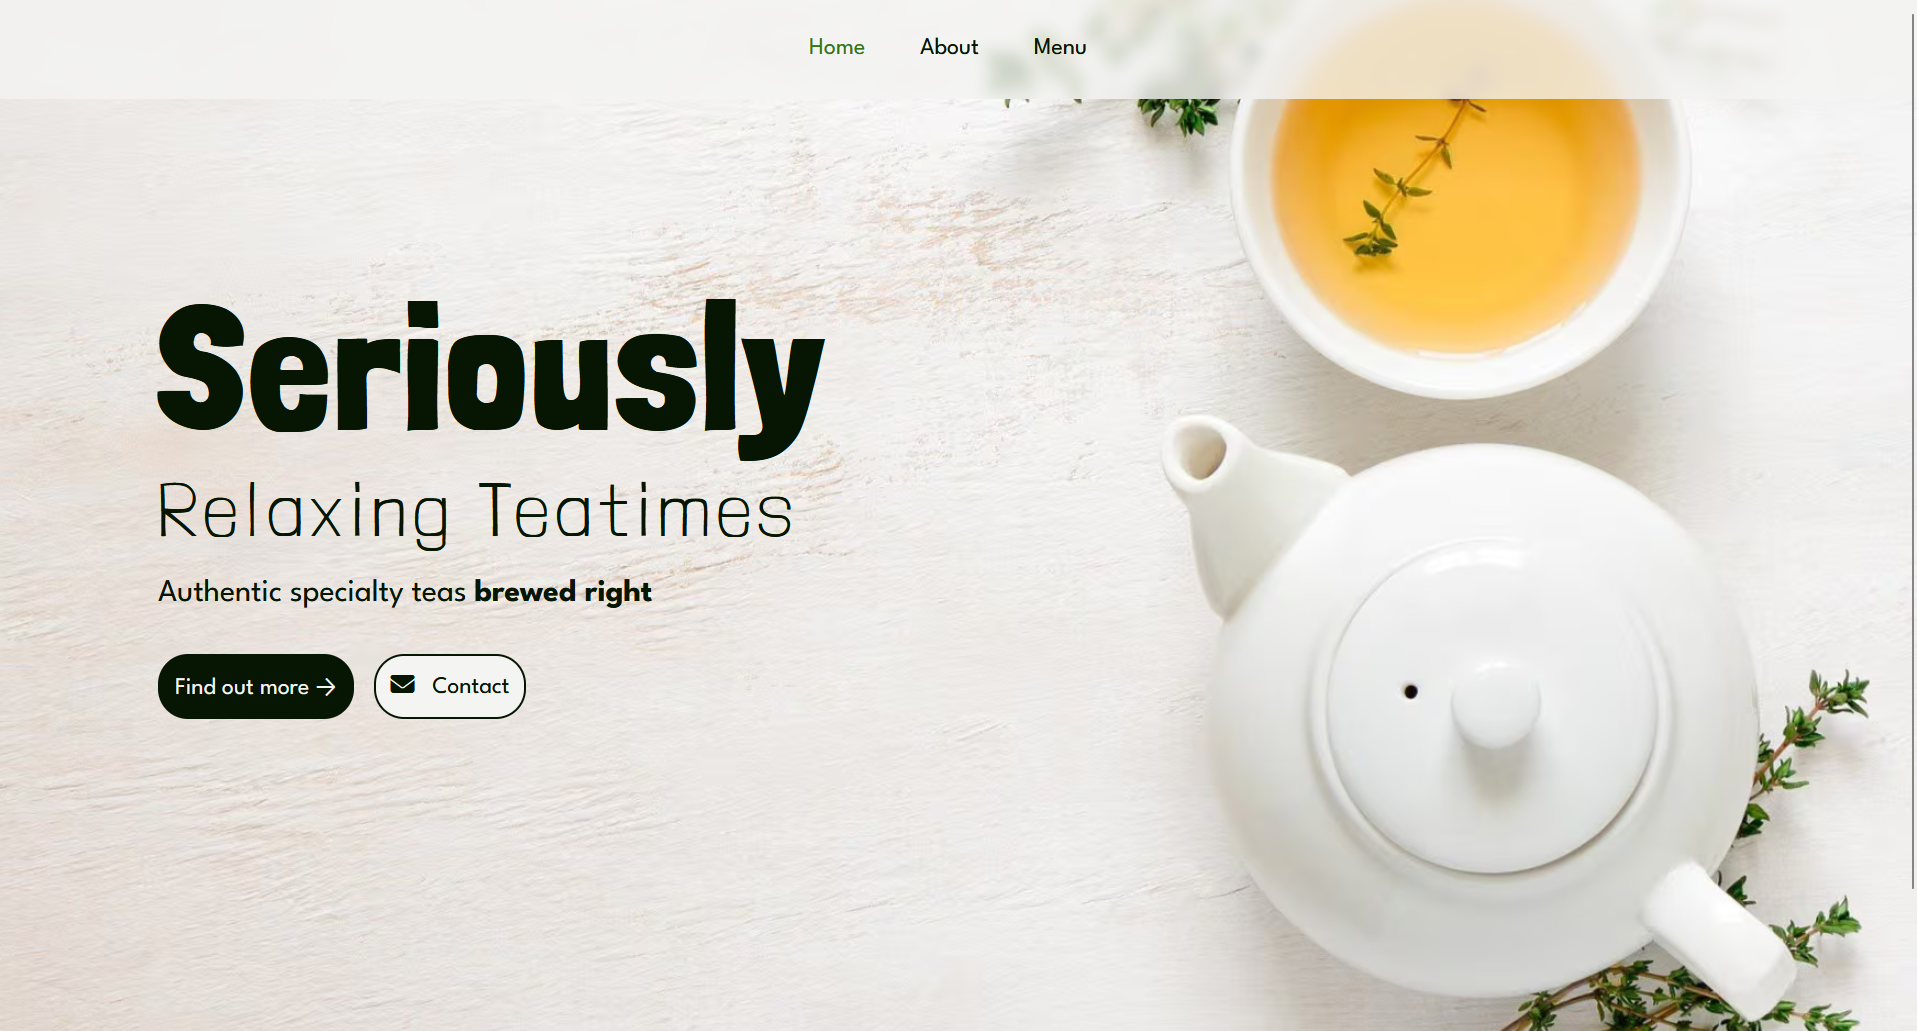 Home About Menu
Seriously
Relaxing Teatimes
Authentic specialty teas brewed right
Find out more → Contact